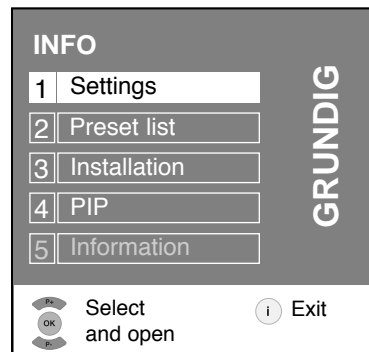 INFO
1 Settings
2 Preset list
3 Installation
4 PIP
5 Information
GRUNDIG
P+
OK
P-
Select
and open
i Exit